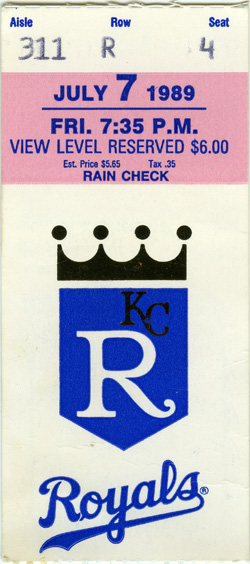 Aisle Row Seat
311 R 4
JULY 7 1989
FRI. 7:35 P.M.
VIEW LEVEL RESERVED $6.00
Est. Price $5.65 Tax .35
RAIN CHECK
KC
R
Royals®